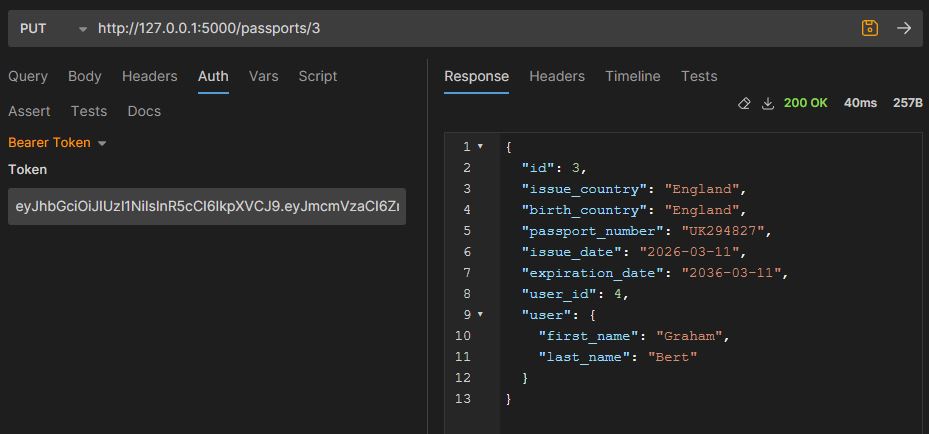 PUT http://127.0.0.1:5000/passports/3
Query Body Headers Auth Vars Script
Assert Tests Docs
Bearer Token
Token
eyJhbGciOiJIUzI1NiIsInR5cCI6IkpXVCJ9.eyJmcmVzaCI6Zr
Response Headers Timeline Tests
200 OK 40ms 257B
1 {
2 "id": 3,
3 "issue_country": "England",
4 "birth_country": "England",
5 "passport_number": "UK294827",
6 "issue_date": "2026-03-11",
7 "expiration_date": "2036-03-11",
8 "user_id": 4,
9 "user": {
10 "first_name": "Graham",
11 "last_name": "Bert"
12 }
13 }